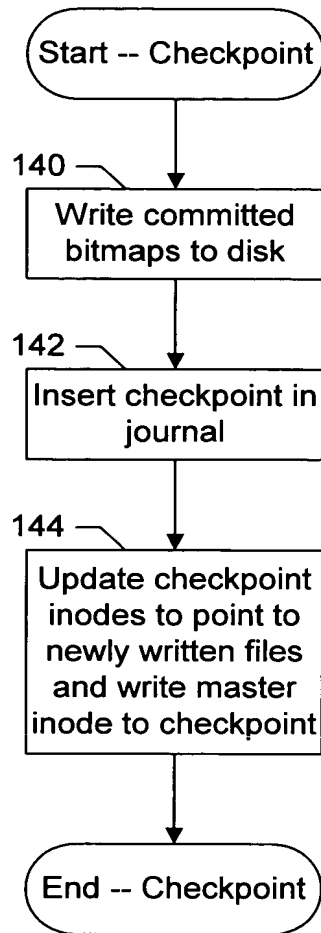 Start -- Checkpoint
140
Write committed
bitmaps to disk
142
Insert checkpoint in
journal
144
Update checkpoint
inodes to point to
newly written files
and write master
inode to checkpoint
End -- Checkpoint